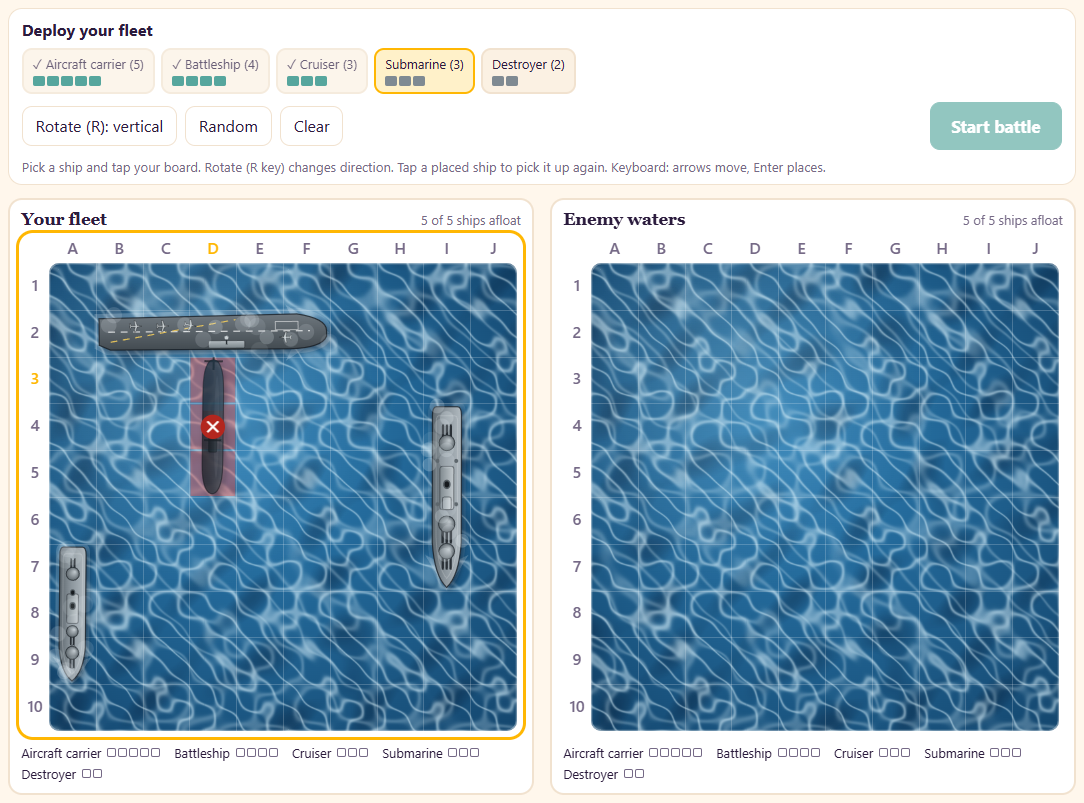 Deploy your fleet
✓ Aircraft carrier (5) ✓ Battleship (4) ✓ Cruiser (3) Submarine (3) Destroyer (2)
Rotate (R): vertical Random Clear Start battle
Pick a ship and tap your board. Rotate (R key) changes direction. Tap a placed ship to pick it up again. Keyboard: arrows move, Enter places.
Your fleet 5 of 5 ships afloat
A B C D E F G H I J
1
2
3
4
5
6
7
8
9
10
Aircraft carrier Battleship Cruiser Submarine
Destroyer
Enemy waters 5 of 5 ships afloat
A B C D E F G H I J
1
2
3
4
5
6
7
8
9
10
Aircraft carrier Battleship Cruiser Submarine
Destroyer